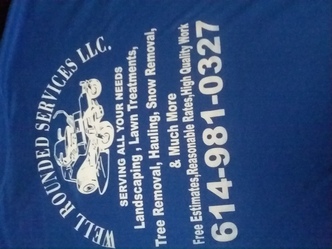 WELL ROUNDED SERVICES LLC.
SERVING ALL YOUR NEEDS
Landscaping , Lawn Treatments,
Tree Removal, Hauling, Snow Removal,
& Much More
Free Estimates,Reasonable Rates,High Quality Work
614-981-0327